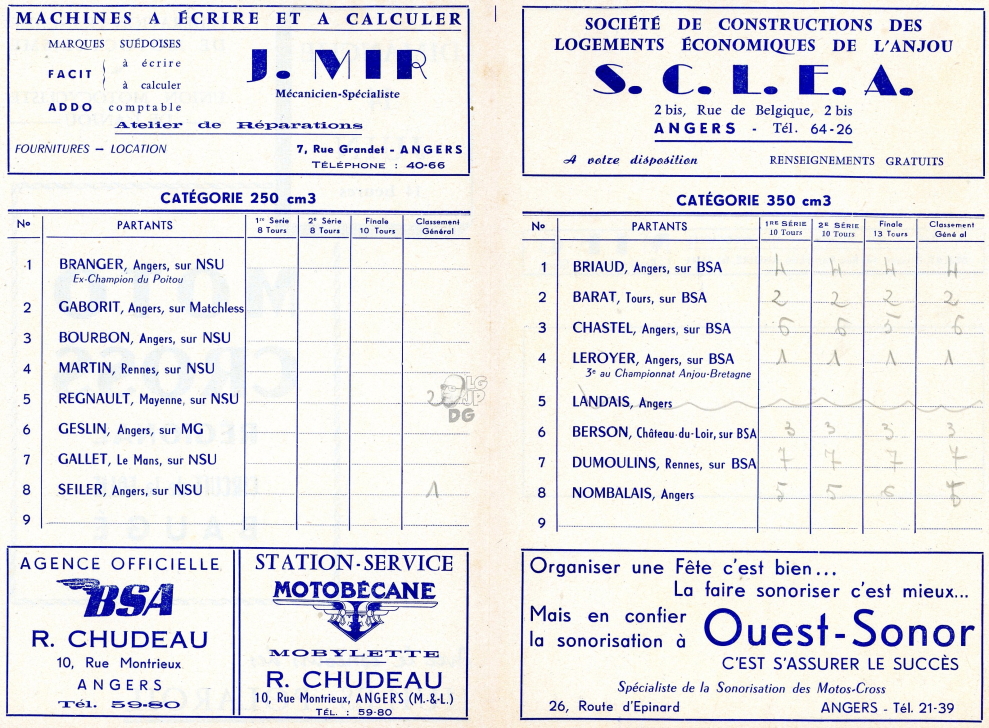 MACHINES A ÉCRIRE ET A CALCULER
MARQUES SUÉDOISES
FACIT { à écrire
à calculer
ADDO comptable
J. MIR
Mécanicien-Spécialiste
Atelier de Réparations
FOURNITURES — LOCATION
7, Rue Grandet - ANGERS
TÉLÉPHONE : 40-66
CATÉGORIE 250 cm3
No PARTANTS 1re Serie 8 Tours 2e Série 8 Tours Finale 10 Tours Classement Général
1 BRANGER, Angers, sur NSU
Ex-Champion du Poitou
2 GABORIT, Angers, sur Matchless
3 BOURBON, Angers, sur NSU
4 MARTIN, Rennes, sur NSU
5 REGNAULT, Mayenne, sur NSU 2
6 GESLIN, Angers, sur MG
7 GALLET, Le Mans, sur NSU
8 SEILER, Angers, sur NSU 1
9
LG
JP
DG
AGENCE OFFICIELLE
BSA
R. CHUDEAU
10, Rue Montrieux
ANGERS
Tél. 59-80
STATION-SERVICE
MOTOBÉCANE
MOBYLETTE
R. CHUDEAU
10, Rue Montrieux, ANGERS (M.-&-L.)
TÉL. : 59-80
SOCIÉTÉ DE CONSTRUCTIONS DES
LOGEMENTS ÉCONOMIQUES DE L'ANJOU
S. C. L. E. A.
2 bis, Rue de Belgique, 2 bis
ANGERS - Tél. 64-26
A votre disposition RENSEIGNEMENTS GRATUITS
CATÉGORIE 350 cm3
No PARTANTS 1RE SÉRIE 10 Tours 2E SÉRIE 10 Tours Finale 13 Tours Classement Géné al
1 BRIAUD, Angers, sur BSA 4 4 4 4
2 BARAT, Tours, sur BSA 2 2 2 2
3 CHASTEL, Angers, sur BSA 6 6 5 6
4 LEROYER, Angers, sur BSA 1 1 1 1
3e au Championnat Anjou-Bretagne
5 LANDAIS, Angers
6 BERSON, Château-du-Loir, sur BSA 3 3 3 3
7 DUMOULINS, Rennes, sur BSA 7 7 7 7
8 NOMBALAIS, Angers 5 5 6 5
9
Organiser une Fête c'est bien...
La faire sonoriser c'est mieux...
Mais en confier
la sonorisation à
Ouest-Sonor
C'EST S'ASSURER LE SUCCÈS
Spécialiste de la Sonorisation des Motos-Cross
26, Route d'Epinard ANGERS - Tél. 21-39